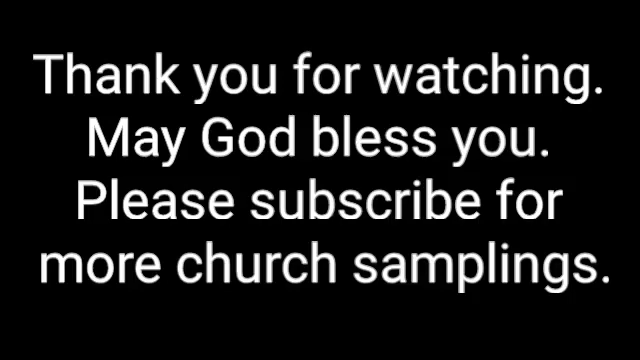 Thank you for watching.
May God bless you.
Please subscribe for
more church samplings.